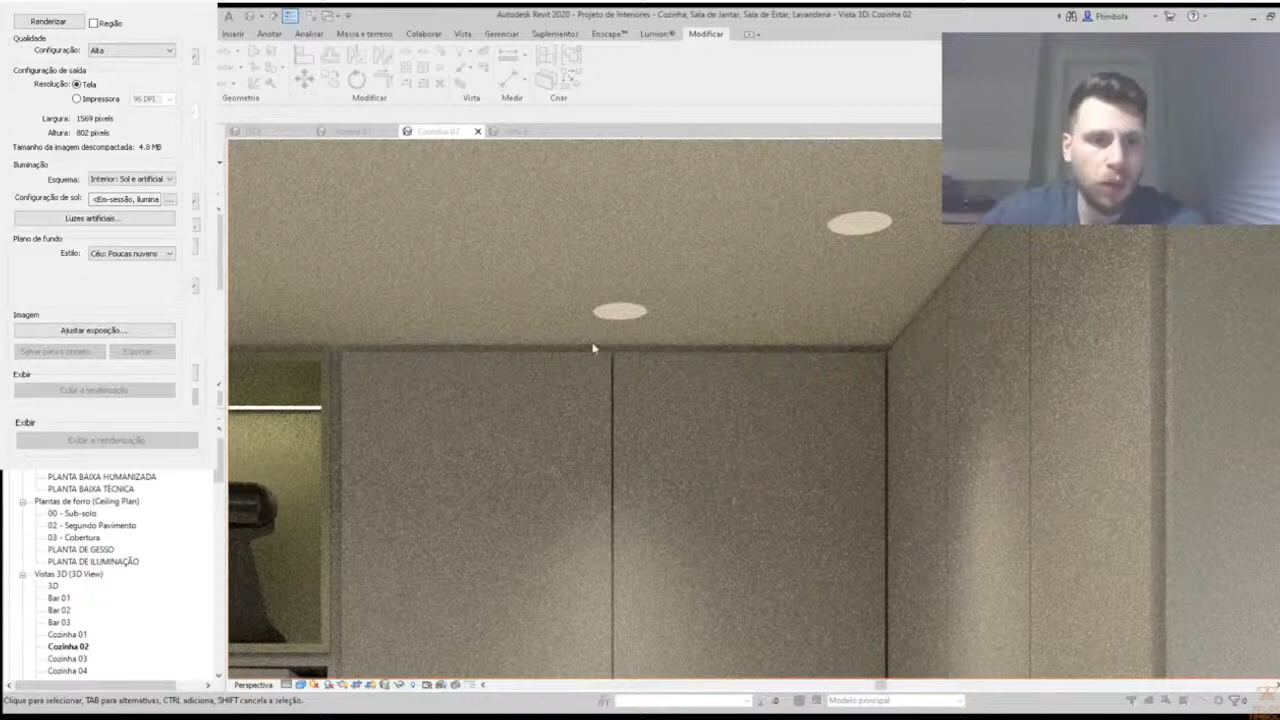 Renderizar
Região
Qualidade
Configuração: Alta
Configuração de saída
Resolução: Tela
Impressora 96 DPI
Largura: 1569 pixels
Altura: 802 pixels
Tamanho da imagem descompactada: 4.8 MB
Iluminação
Esquema: Interior: Sol e artificial
Configuração de sol: <Em-sessão, ilumina ...
Luzes artificiais...
Plano de fundo
Estilo: Céu: Poucas nuvens
Imagem
Ajustar exposição...
Salvar para o projeto... Exportar...
Exibir
Exibir a renderização
Exibir
Exibir a renderização
Autodesk Revit 2020 - Projeto de Interiores - Cozinha, Sala de Jantar, Sala de Estar, Lavanderia - Vista 3D: Cozinha 02
Ftimbola
Inserir Anotar Analisar Massa e terreno Colaborar Vista Gerenciar Suplementos Enscape™ Lumion® Modificar
Geometria Modificar Vista Medir Criar
Cozinha 02
PLANTA BAIXA HUMANIZADA
PLANTA BAIXA TÉCNICA
Plantas de forro (Ceiling Plan)
00 - Sub-solo
02 - Segundo Pavimento
03 - Cobertura
PLANTA DE GESSO
PLANTA DE ILUMINAÇÃO
Vistas 3D (3D View)
3D
Bar 01
Bar 02
Bar 03
Cozinha 01
Cozinha 02
Cozinha 03
Cozinha 04
Perspectiva
Clique para selecionar, TAB para alternativas, CTRL adiciona, SHIFT cancela a seleção.
:0
Modelo principal
:0